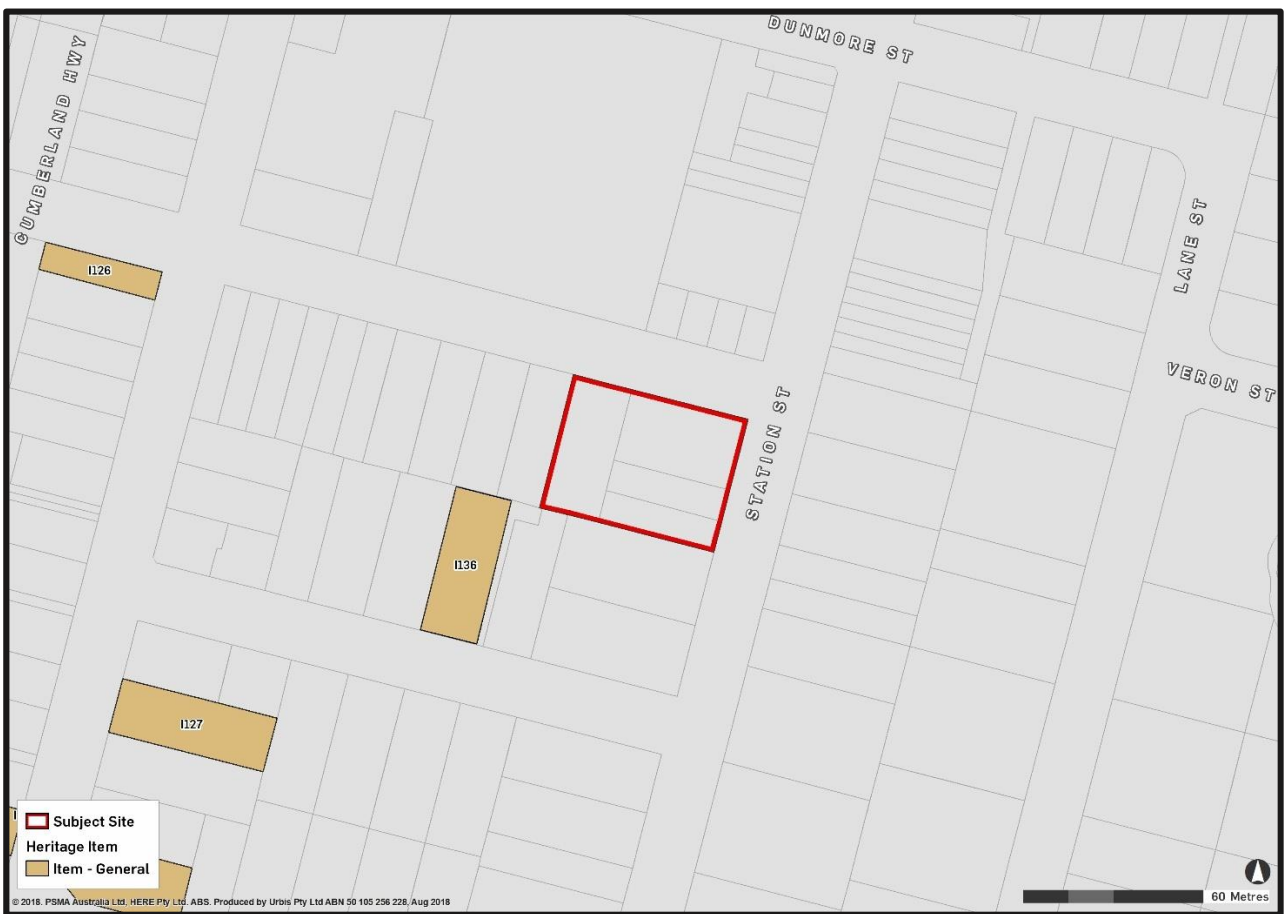 DUNMORE ST
CUMBERLAND HWY
LANE ST
I126
VERON ST
STATION ST
I136
I127
Subject Site
Heritage Item
Item - General
60 Metres
© 2018. PSMA Australia Ltd, HERE Pty Ltd. ABS. Produced by Urbis Pty Ltd ABN 50 105 256 228, Aug 2018